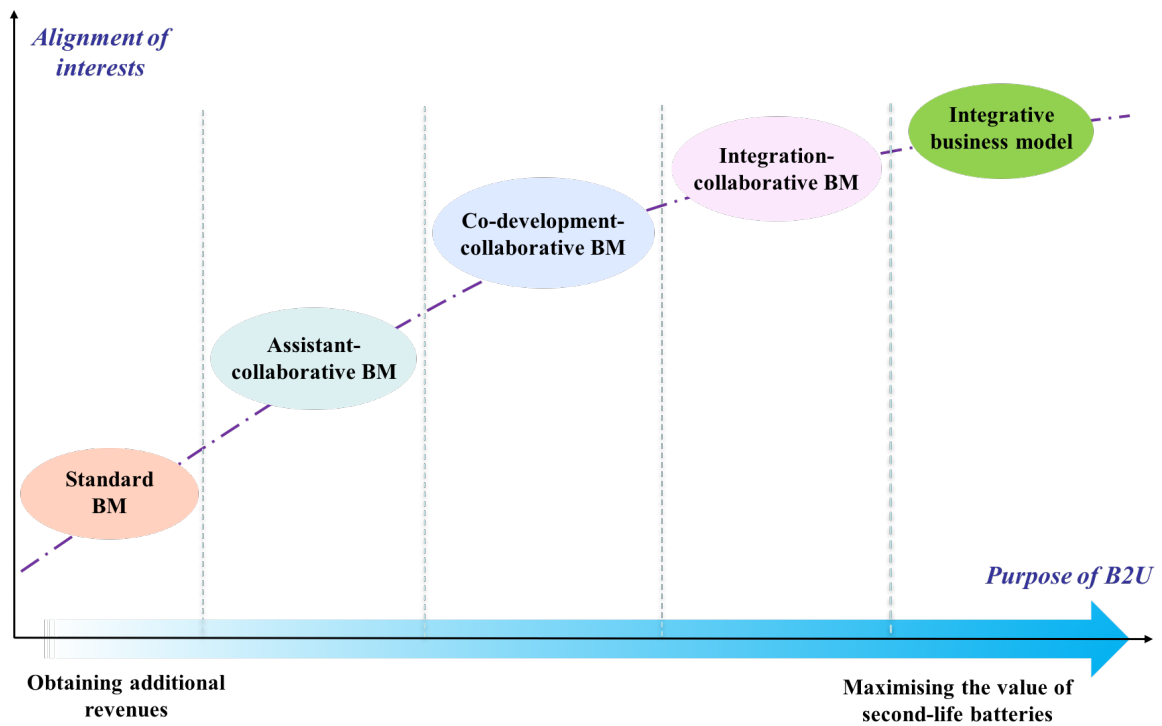 Alignment of
interests
Integrative
business model
Integration-
collaborative BM
Co-development-
collaborative BM
Assistant-
collaborative BM
Standard
BM
Purpose of B2U
Obtaining additional
revenues
Maximising the value of
second-life batteries